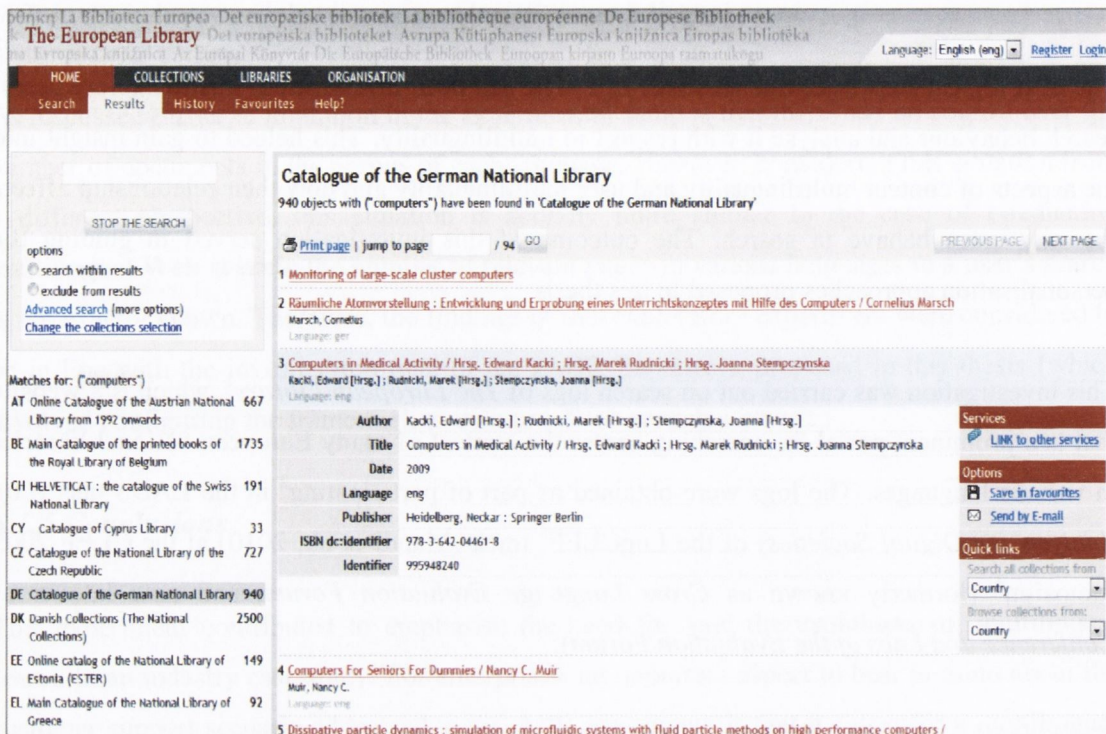 La Biblioteca Europea Det europæiske bibliotek La bibliothèque européenne De Europese Bibliotheek
The European Library
Det europeiska biblioteket Avrupa Kütüphanesi Europska knjižnica Eiropas bibliotēka
Evropska knjižnica Az Európai Könyvtár Die Europäische Bibliothek Euroopan kirjasto Euroopa raamatukogu
Language: English (eng) Register Login
HOME COLLECTIONS LIBRARIES ORGANISATION
Search Results History Favourites Help?
STOP THE SEARCH
options
search within results
exclude from results
Advanced search (more options)
Change the collections selection
Matches for: ("computers")
AT Online Catalogue of the Austrian National 667
Library from 1992 onwards
BE Main Catalogue of the printed books of 1735
the Royal Library of Belgium
CH HELVETICAT : the catalogue of the Swiss 191
National Library
CY Catalogue of Cyprus Library 33
CZ Catalogue of the National Library of the 727
Czech Republic
DE Catalogue of the German National Library 940
DK Danish Collections (The National 2500
Collections)
EE Online catalog of the National Library of 149
Estonia (ESTER)
EL Main Catalogue of the National Library of 92
Greece
Catalogue of the German National Library
940 objects with ("computers") have been found in 'Catalogue of the German National Library'
Print page | jump to page / 94 GO PREVIOUS PAGE NEXT PAGE
1 Monitoring of large-scale cluster computers
2 Räumliche Atomvorstellung : Entwicklung und Erprobung eines Unterrichtskonzeptes mit Hilfe des Computers / Cornelius Marsch
Marsch, Cornelius
Language: ger
3 Computers in Medical Activity / Hrsg. Edward Kacki ; Hrsg. Marek Rudnicki ; Hrsg. Joanna Stempczynska
Kacki, Edward [Hrsg.] ; Rudnicki, Marek [Hrsg.] ; Stempczynska, Joanna [Hrsg.]
Language: eng
Author Kacki, Edward [Hrsg.] ; Rudnicki, Marek [Hrsg.] ; Stempczynska, Joanna [Hrsg.]
Title Computers in Medical Activity / Hrsg. Edward Kacki ; Hrsg. Marek Rudnicki ; Hrsg. Joanna Stempczynska
Date 2009
Language eng
Publisher Heidelberg, Neckar : Springer Berlin
ISBN dc:identifier 978-3-642-04461-8
Identifier 995948240
Services
LINK to other services
Options
Save in favourites
Send by E-mail
Quick links
Search all collections from
Country
Browse collections from:
Country
4 Computers For Seniors For Dummies / Nancy C. Muir
Muir, Nancy C.
Language: eng
5 Dissipative particle dynamics : simulation of microfluidic systems with fluid particle methods on high performance computers /